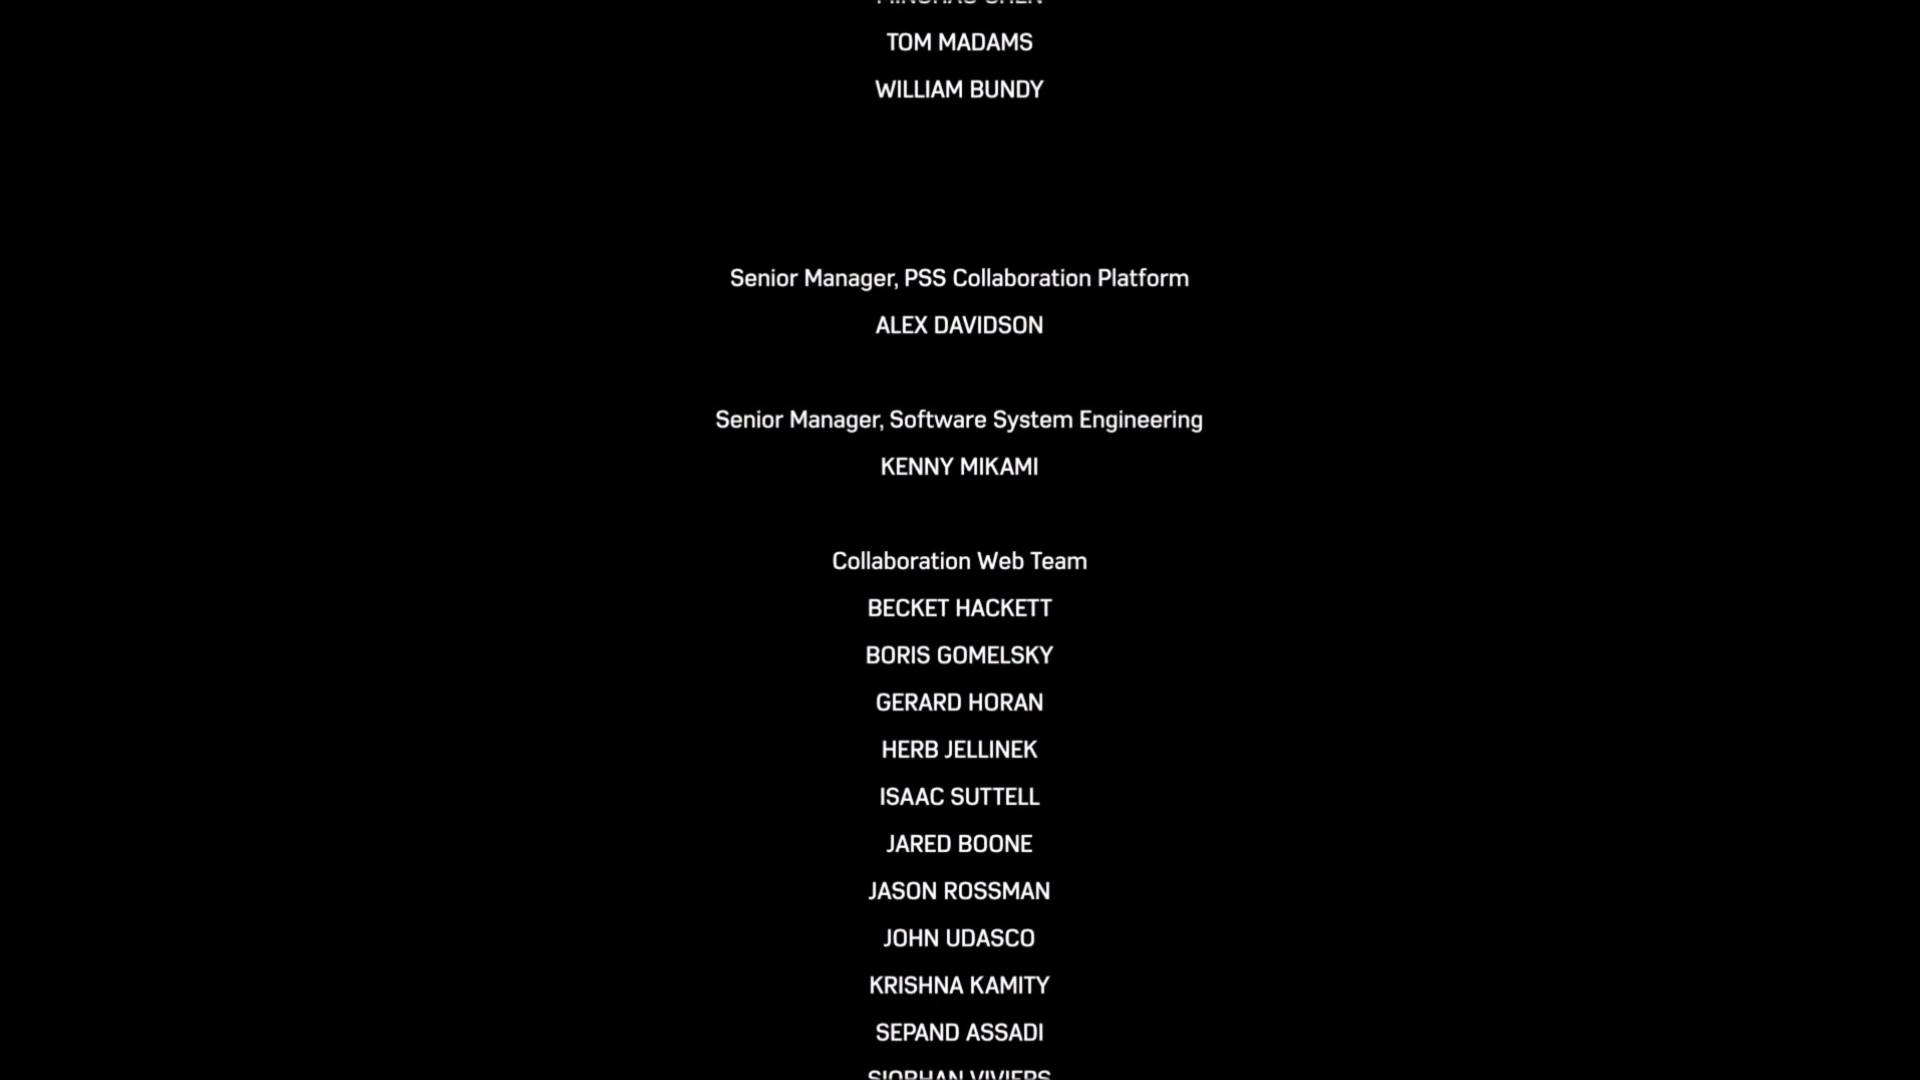 TOM MADAMS
WILLIAM BUNDY
Senior Manager, PSS Collaboration Platform
ALEX DAVIDSON
Senior Manager, Software System Engineering
KENNY MIKAMI
Collaboration Web Team
BECKET HACKETT
BORIS GOMELSKY
GERARD HORAN
HERB JELLINEK
ISAAC SUTTELL
JARED BOONE
JASON ROSSMAN
JOHN UDASCO
KRISHNA KAMITY
SEPAND ASSADI
SIOBHAN VIVIERS